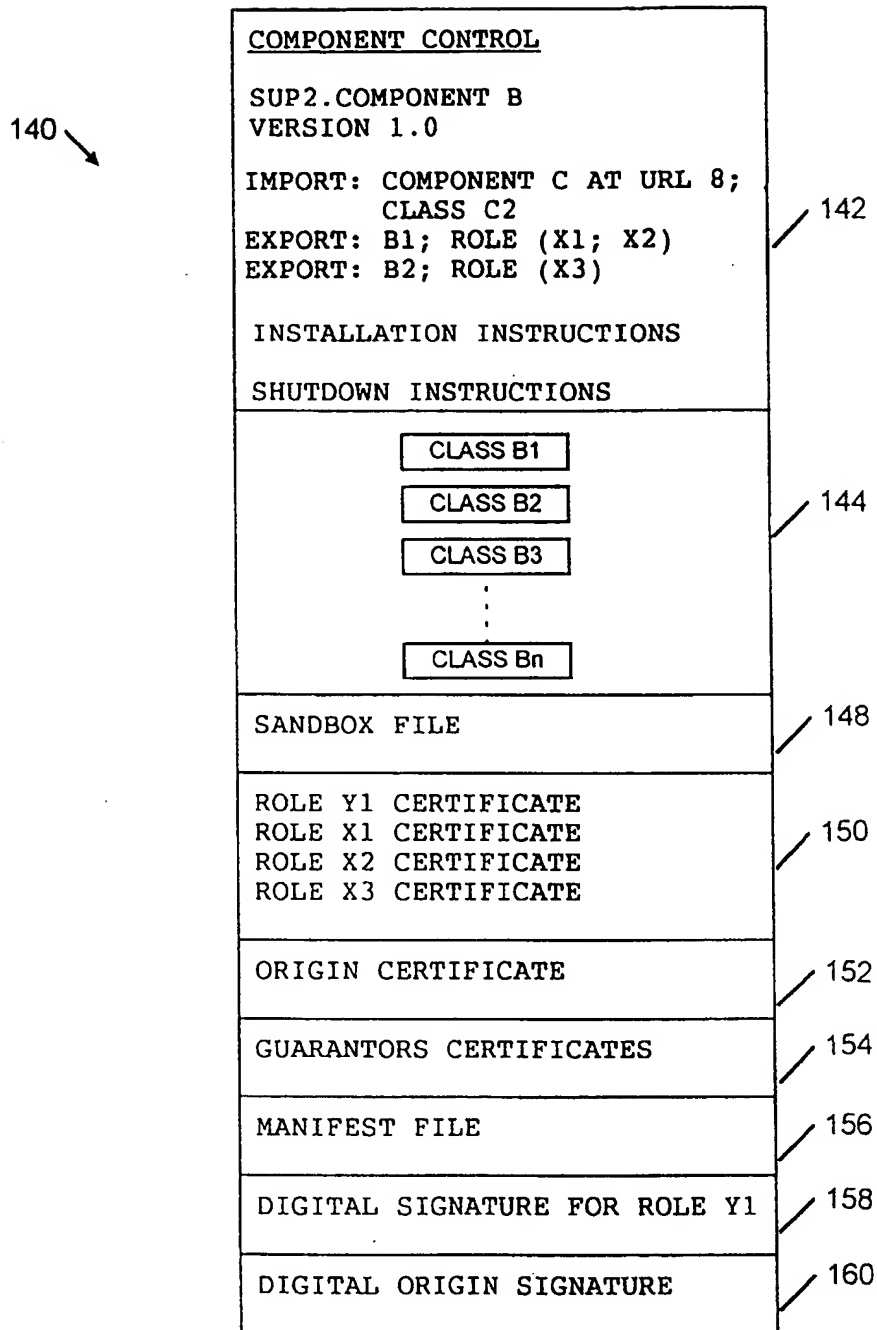 COMPONENT CONTROL
SUP2.COMPONENT B
VERSION 1.0
140
IMPORT: COMPONENT C AT URL 8;
CLASS C2
142
EXPORT: B1; ROLE (X1; X2)
EXPORT: B2; ROLE (X3)
INSTALLATION INSTRUCTIONS
SHUTDOWN INSTRUCTIONS
CLASS B1
CLASS B2
144
CLASS B3
CLASS Bn
SANDBOX FILE
148
ROLE Y1 CERTIFICATE
ROLE X1 CERTIFICATE
150
ROLE X2 CERTIFICATE
ROLE X3 CERTIFICATE
ORIGIN CERTIFICATE
152
GUARANTORS CERTIFICATES
154
MANIFEST FILE
156
DIGITAL SIGNATURE FOR ROLE Y1
158
DIGITAL ORIGIN SIGNATURE
160